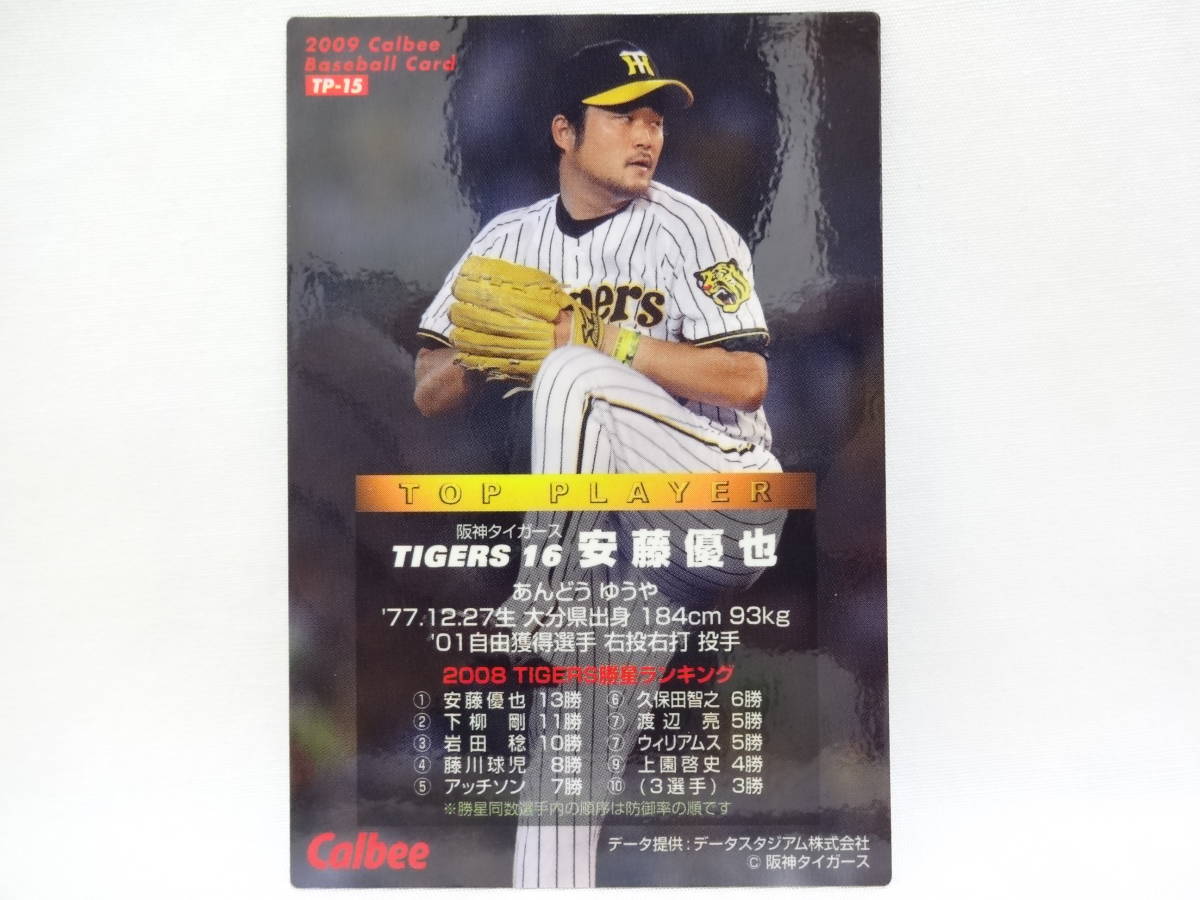 2009 Calbee
Baseball Card
TP-15
TOP PLAYER
阪神タイガース
TIGERS 16 安藤優也
あんどう ゆうや
'77.12.27生 大分県出身 184cm 93kg
'01自由獲得選手 右投右打 投手
2008 TIGERS勝星ランキング
① 安藤優也 13勝 ⑥ 久保田智之 6勝
② 下柳 剛 11勝 ⑦ 渡辺 亮 5勝
③ 岩田 稔 10勝 ⑦ ウィリアムス 5勝
④ 藤川球児 8勝 ⑨ 上園啓史 4勝
⑤ アッチソン 7勝 ⑩ (3選手) 3勝
※勝星同数選手内の順序は防御率の順です
Calbee
データ提供:データスタジアム株式会社
© 阪神タイガース